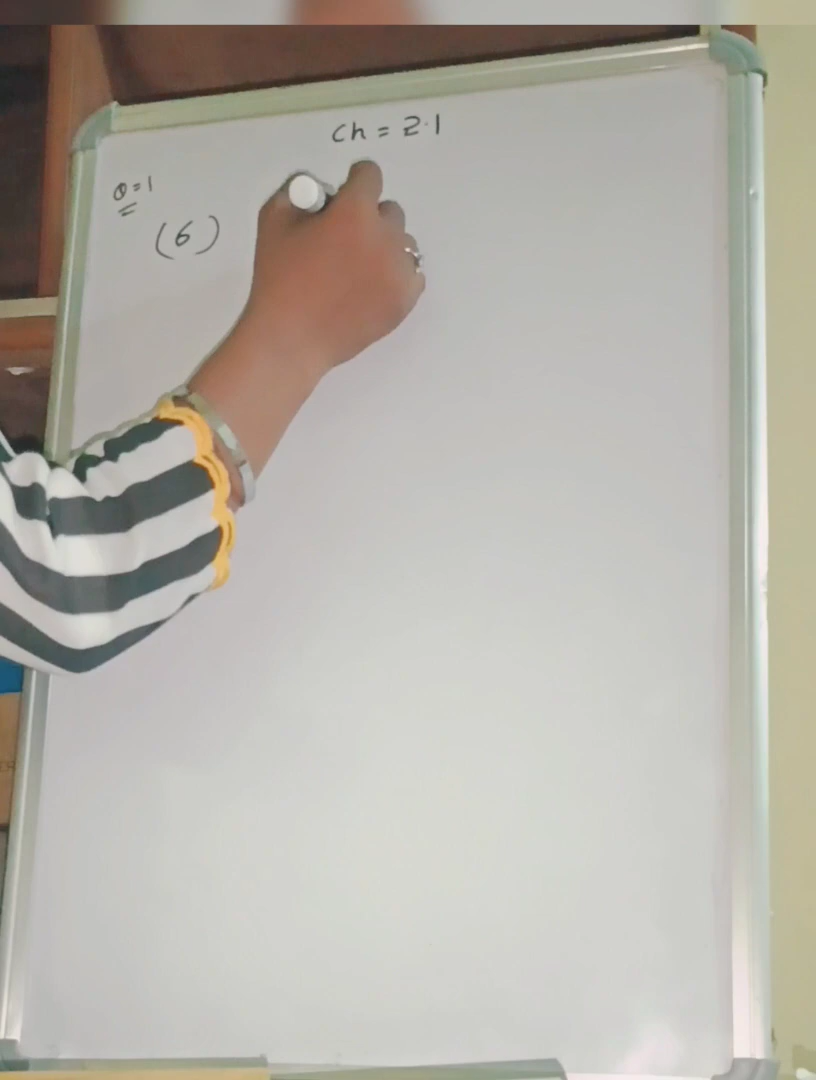 Ch = 2.1
Q=1
(6)